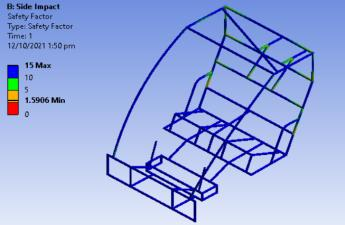 B: Side Impact
Safety Factor
Type: Safety Factor
Time: 1
12/10/2021 1:50 pm
15 Max
10
5
1.5906 Min
0